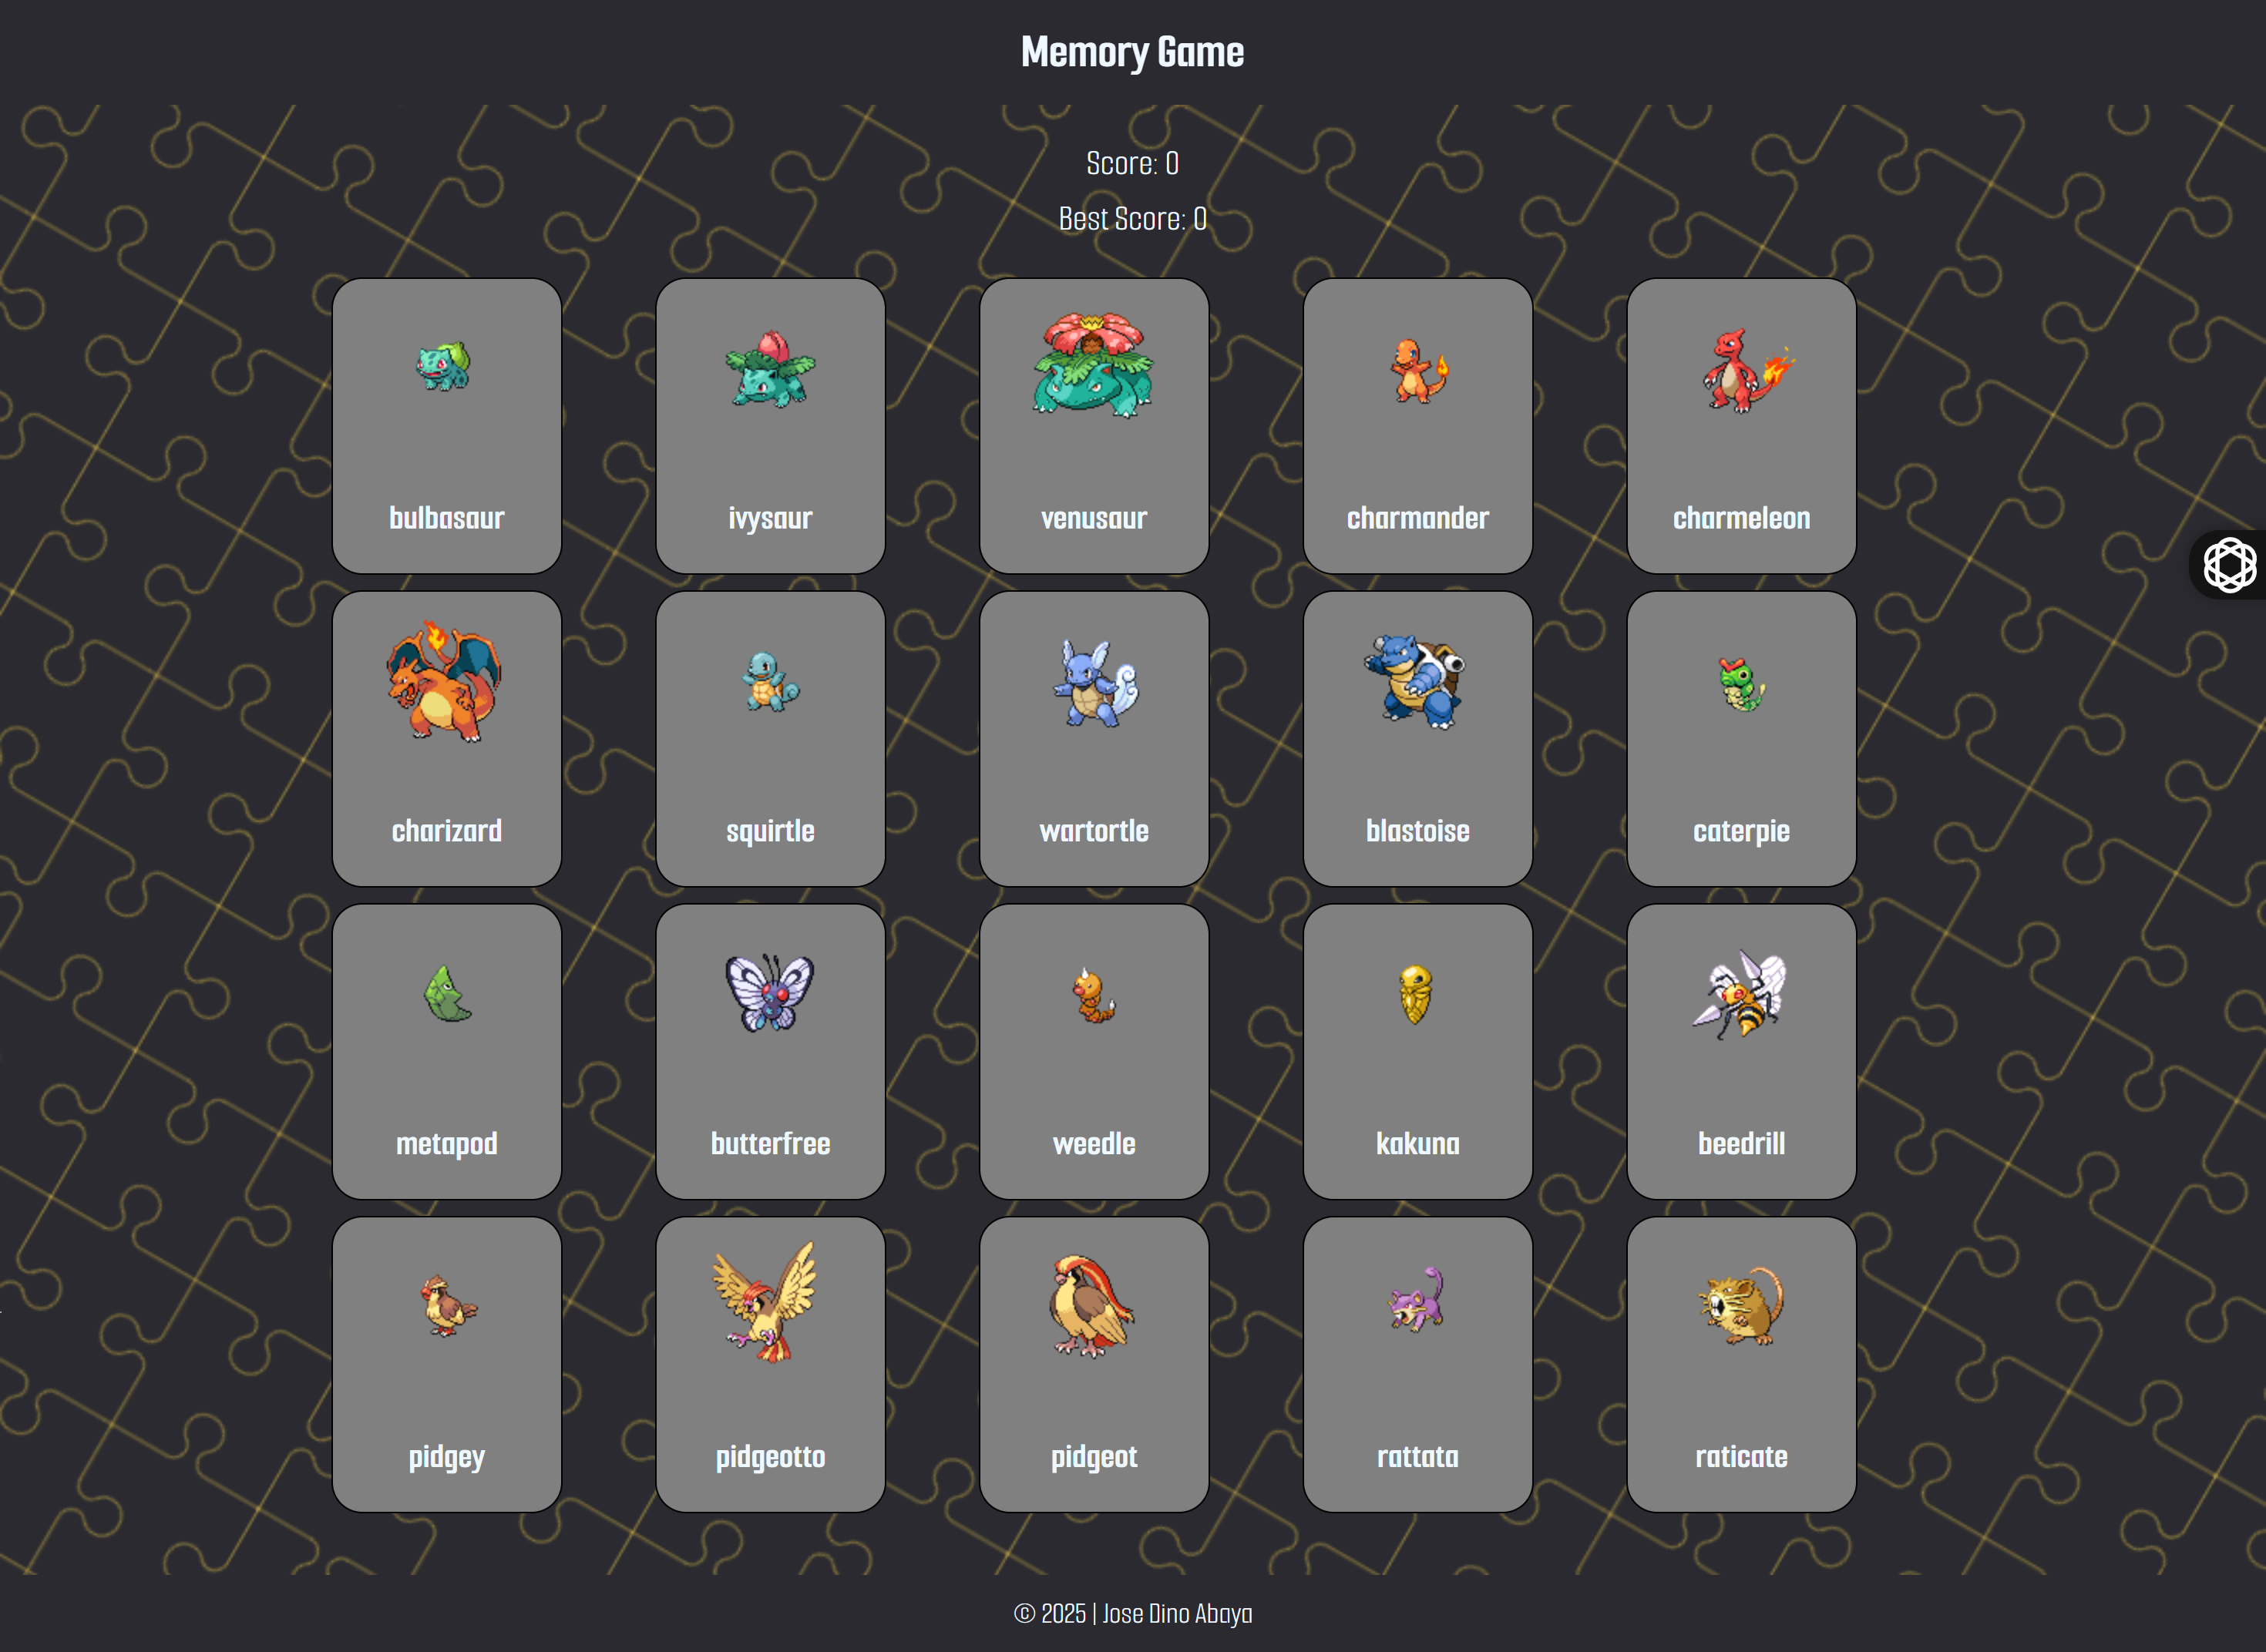 Memory Game
Score: 0
Best Score: 0
bulbasaur
ivysaur
venusaur
charmander
charmeleon
charizard
squirtle
wartortle
blastoise
caterpie
metapod
butterfree
weedle
kakuna
beedrill
pidgey
pidgeotto
pidgeot
rattata
raticate
© 2025 | Jose Dino Abaya